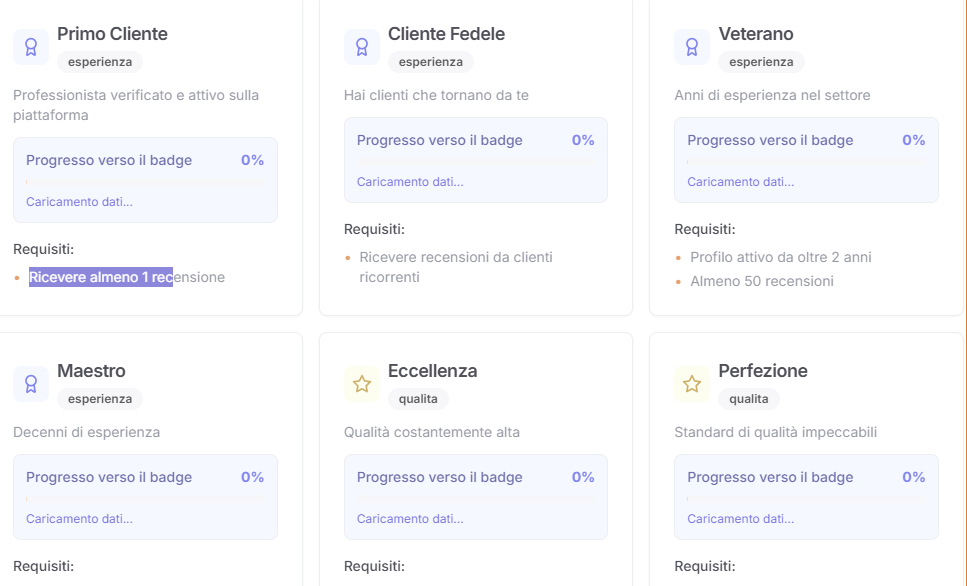 Primo Cliente
esperienza
Professionista verificato e attivo sulla
piattaforma
Progresso verso il badge 0%
Caricamento dati...
Requisiti:
• Ricevere almeno 1 recensione
Cliente Fedele
esperienza
Hai clienti che tornano da te
Progresso verso il badge 0%
Caricamento dati...
Requisiti:
• Ricevere recensioni da clienti
ricorrenti
Veterano
esperienza
Anni di esperienza nel settore
Progresso verso il badge 0%
Caricamento dati...
Requisiti:
• Profilo attivo da oltre 2 anni
• Almeno 50 recensioni
Maestro
esperienza
Decenni di esperienza
Progresso verso il badge 0%
Caricamento dati...
Requisiti:
Eccellenza
qualita
Qualità costantemente alta
Progresso verso il badge 0%
Caricamento dati...
Requisiti:
Perfezione
qualita
Standard di qualità impeccabili
Progresso verso il badge 0%
Caricamento dati...
Requisiti: